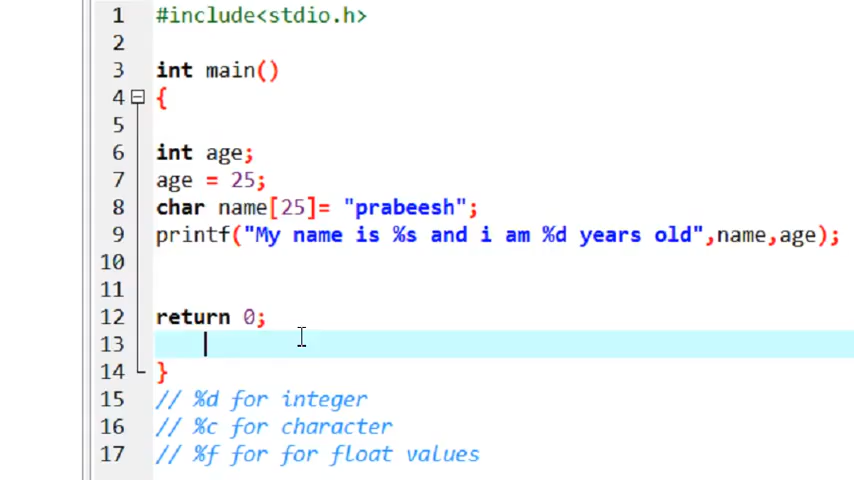 1 #include<stdio.h>
2
3 int main()
4 {
5
6 int age;
7 age = 25;
8 char name[25]= "prabeesh";
9 printf("My name is %s and i am %d years old",name,age);
10
11
12 return 0;
13
14 }
15 // %d for integer
16 // %c for character
17 // %f for for float values